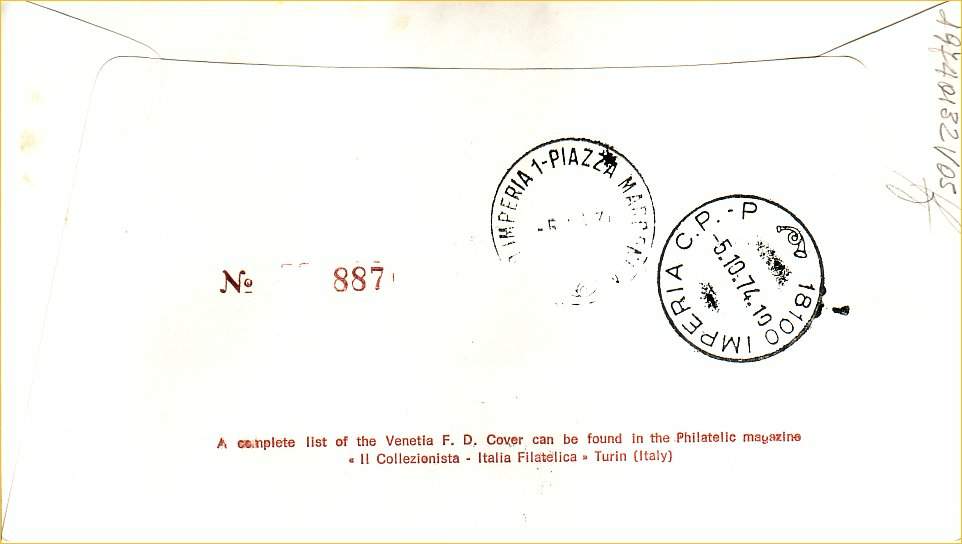 IMPERIA 1-PIAZZA
18100 IMPERIA C.P.-P
-5.10.74.10
№ 887
A complete list of the Venetia F. D. Cover can be found in the Philatelic magazine
« Il Collezionista - Italia Filatelica » Turin (Italy)